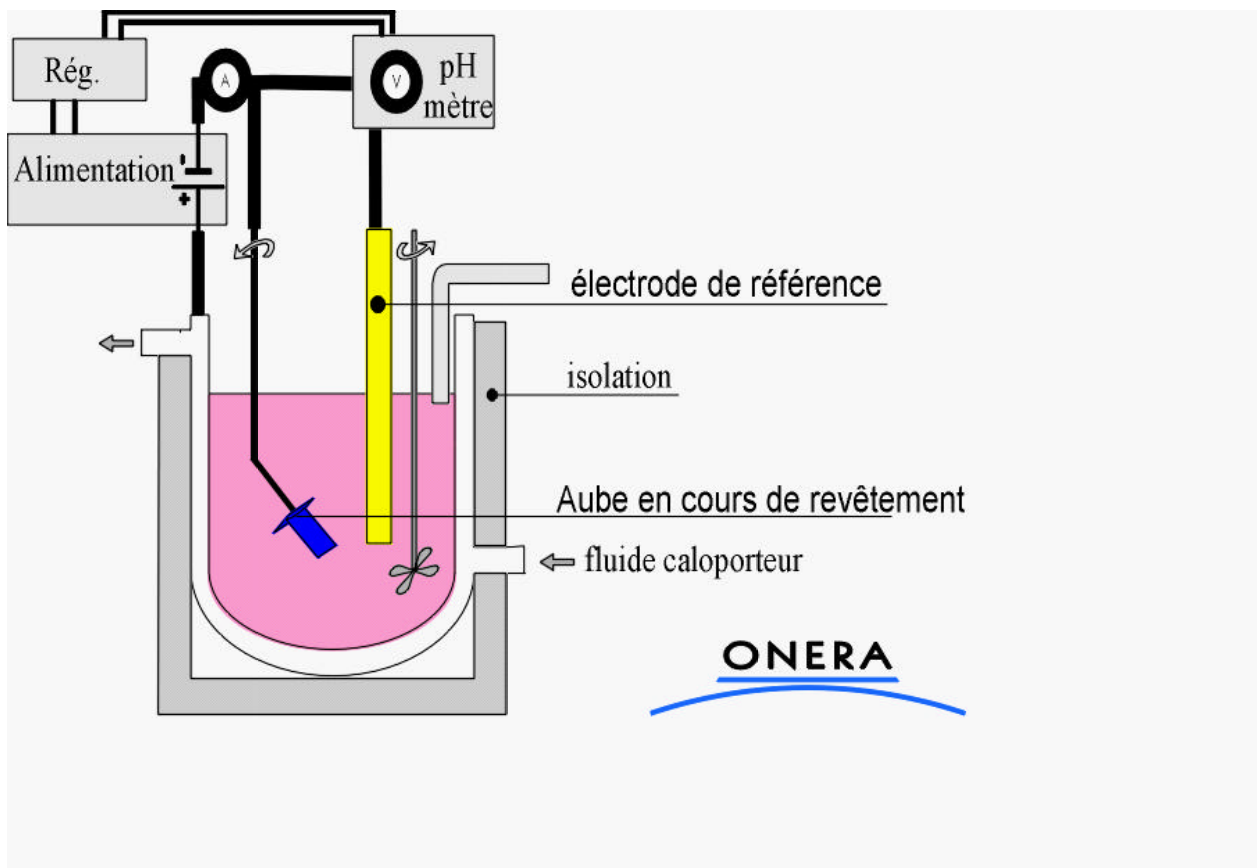 Rég.
A
V
pH
mètre
Alimentation
-
+
électrode de référence
isolation
Aube en cours de revêtement
fluide caloporteur
ONERA